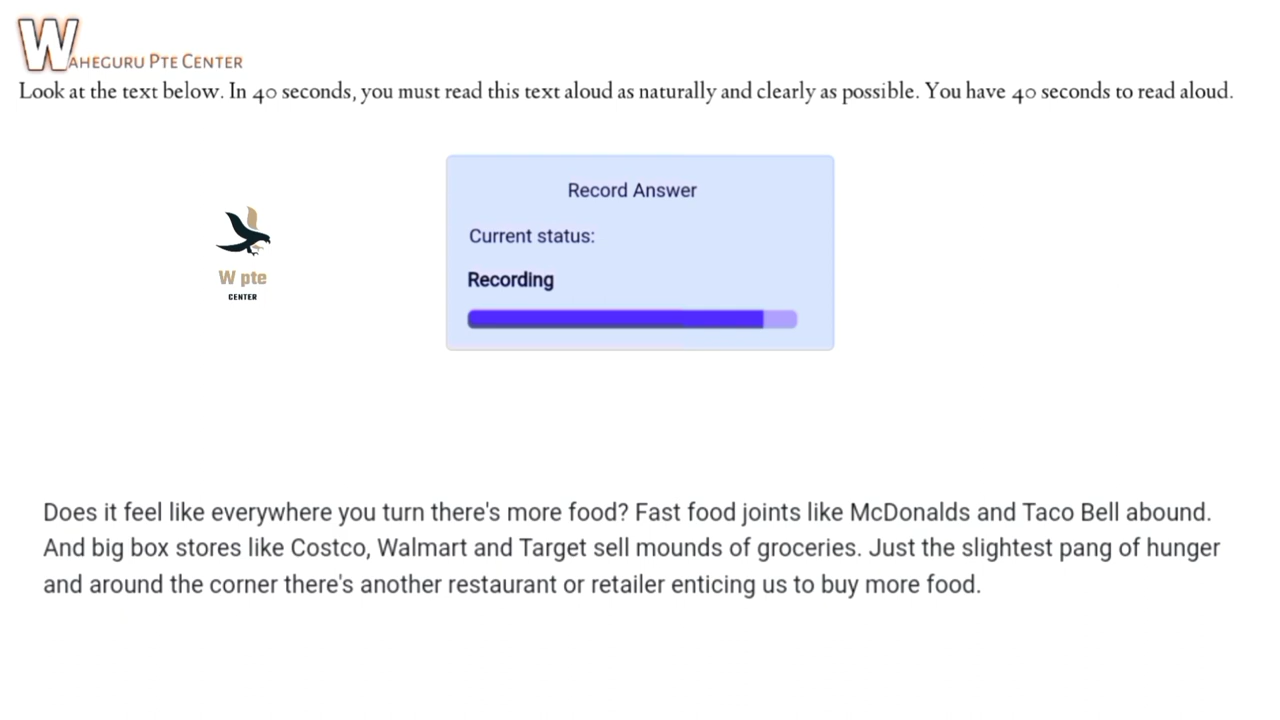 WAHEGURU PTE CENTER
Look at the text below. In 40 seconds, you must read this text aloud as naturally and clearly as possible. You have 40 seconds to read aloud.
Record Answer
Current status:
Recording
W pte
CENTER
Does it feel like everywhere you turn there's more food? Fast food joints like McDonalds and Taco Bell abound.
And big box stores like Costco, Walmart and Target sell mounds of groceries. Just the slightest pang of hunger
and around the corner there's another restaurant or retailer enticing us to buy more food.